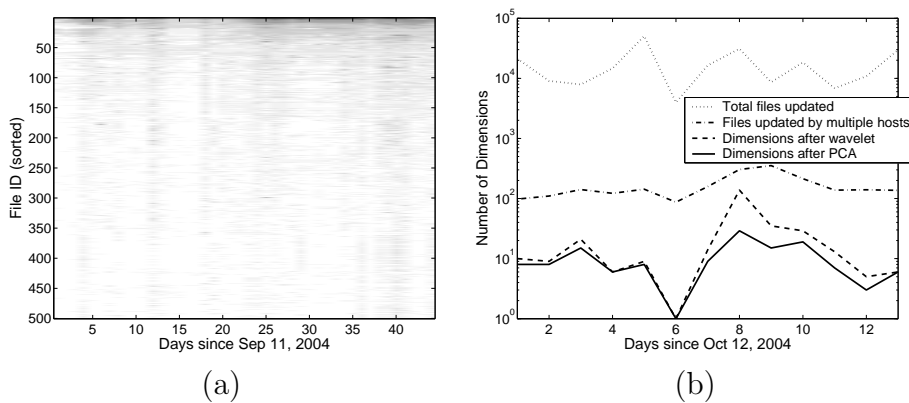 50
100
150
200
250
300
350
400
450
500
File ID (sorted)
5 10 15 20 25 30 35 40
Days since Sep 11, 2004
(a)
10^5
10^4
10^3
10^2
10^1
10^0
Number of Dimensions
Total files updated
Files updated by multiple hosts
Dimensions after wavelet
Dimensions after PCA
2 4 6 8 10 12
Days since Oct 12, 2004
(b)